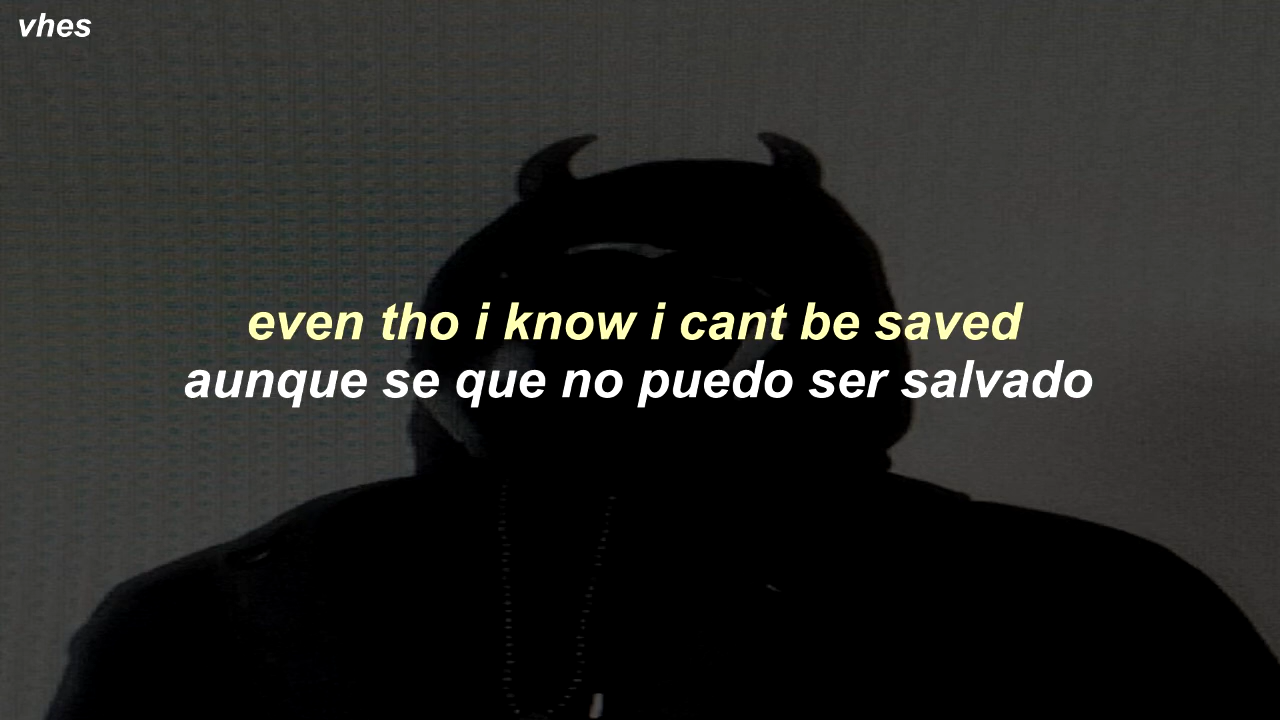 vhes
even tho i know i cant be saved
aunque se que no puedo ser salvado